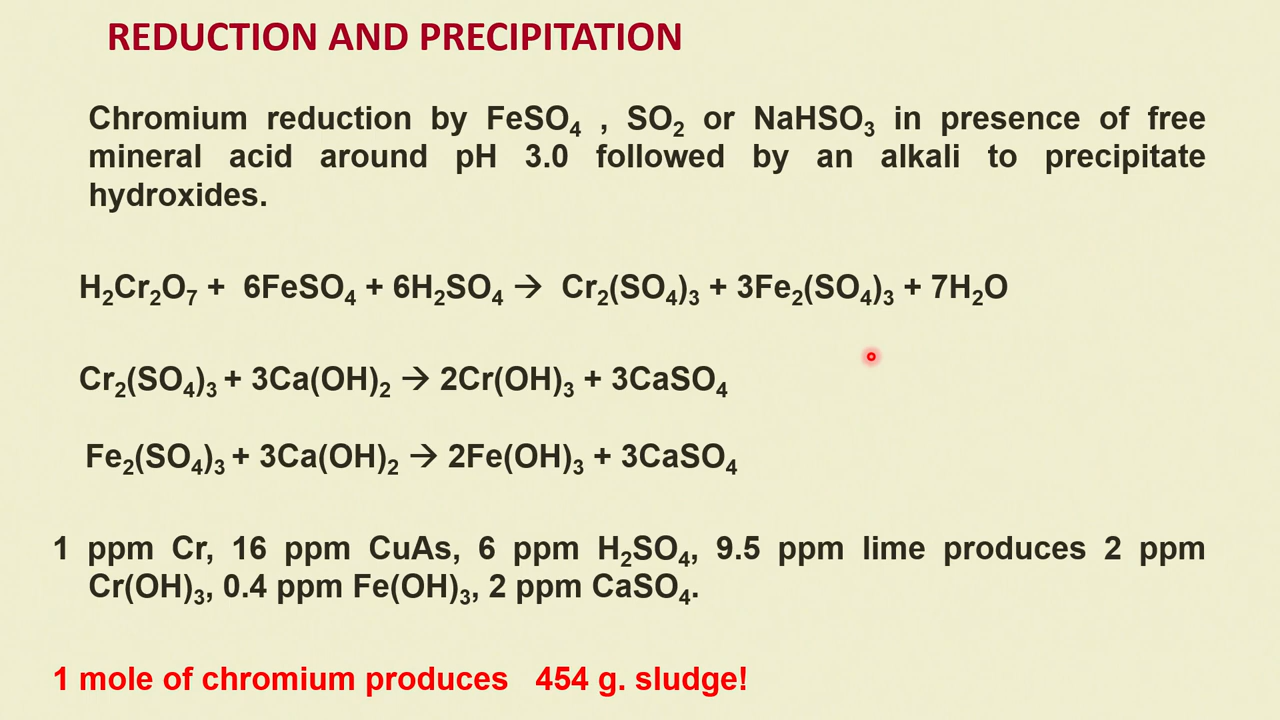 REDUCTION AND PRECIPITATION
Chromium reduction by FeSO₄ , SO₂ or NaHSO₃ in presence of free
mineral acid around pH 3.0 followed by an alkali to precipitate
hydroxides.
H₂Cr₂O₇ + 6FeSO₄ + 6H₂SO₄ → Cr₂(SO₄)₃ + 3Fe₂(SO₄)₃ + 7H₂O
Cr₂(SO₄)₃ + 3Ca(OH)₂ → 2Cr(OH)₃ + 3CaSO₄
Fe₂(SO₄)₃ + 3Ca(OH)₂ → 2Fe(OH)₃ + 3CaSO₄
1 ppm Cr, 16 ppm CuAs, 6 ppm H₂SO₄, 9.5 ppm lime produces 2 ppm
Cr(OH)₃, 0.4 ppm Fe(OH)₃, 2 ppm CaSO₄.
1 mole of chromium produces 454 g. sludge!